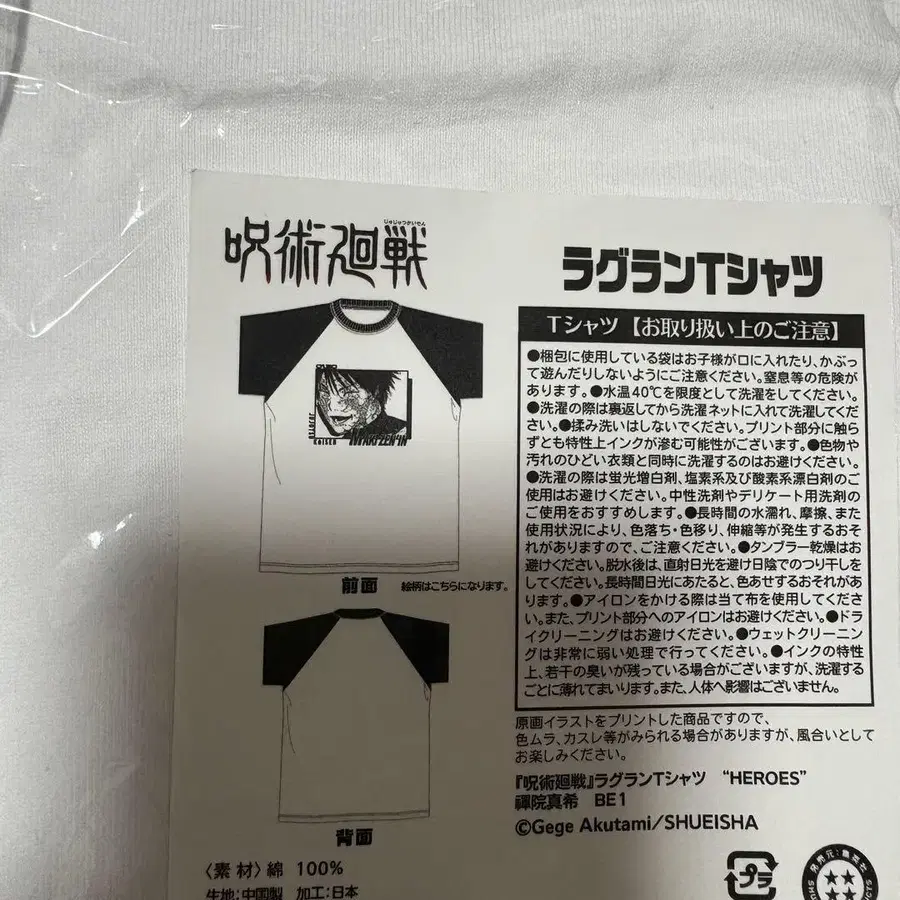 じゅじゅつかいせん
呪術廻戦
ラグランTシャツ
Tシャツ【お取り扱い上のご注意】
●梱包に使用している袋はお子様が口に入れたり、かぶっ
て遊んだりしないようにご注意ください。窒息等の危険が
あります。●水温40℃を限度として洗濯をしてください。
●洗濯の際は裏返してから洗濯ネットに入れて洗濯してくだ
さい。●揉み洗いはしないでください。プリント部分に触ら
ずとも特性上インクが滲む可能性がございます。●色物や
汚れのひどい衣類と同時に洗濯するのはお避けください。
●洗濯の際は蛍光増白剤、塩素系及び酸素系漂白剤のご
使用はお避けください。中性洗剤やデリケート用洗剤の
ご使用をおすすめします。●長時間の水濡れ、摩擦、また
使用状況により、色落ち・色移り、伸縮等が発生するおそ
れがありますので、ご注意ください。●タンブラー乾燥はお
避けください。脱水後は、直射日光を避け日陰でのつり干しを
してください。長時間日光にあたると、色あせするおそれがあ
ります。●アイロンをかける際は当て布を使用してくださ
い。また、プリント部分へのアイロンはお避けください。●ドラ
イクリーニングはお避けください。●ウェットクリーニン
グは非常に弱い処理で行ってください。●インクの特性
上、若干の臭いが残っている場合がございますが、洗濯する
ごとに薄れてまいります。また、人体へ影響はございません。
JUJUTSU
KAISEN
MAKI ZEN'IN
前面
絵柄はこちらになります。
背面
原画イラストをプリントした商品ですので、
色ムラ、カスレ等がみられる場合がありますが、風合いとして
お楽しみください。
『呪術廻戦』ラグランTシャツ “HEROES”
禪院真希 BE1
©Gege Akutami/SHUEISHA
〈素材〉綿 100%
生地:中国製 加工:日本
プラ
発売元:集英社